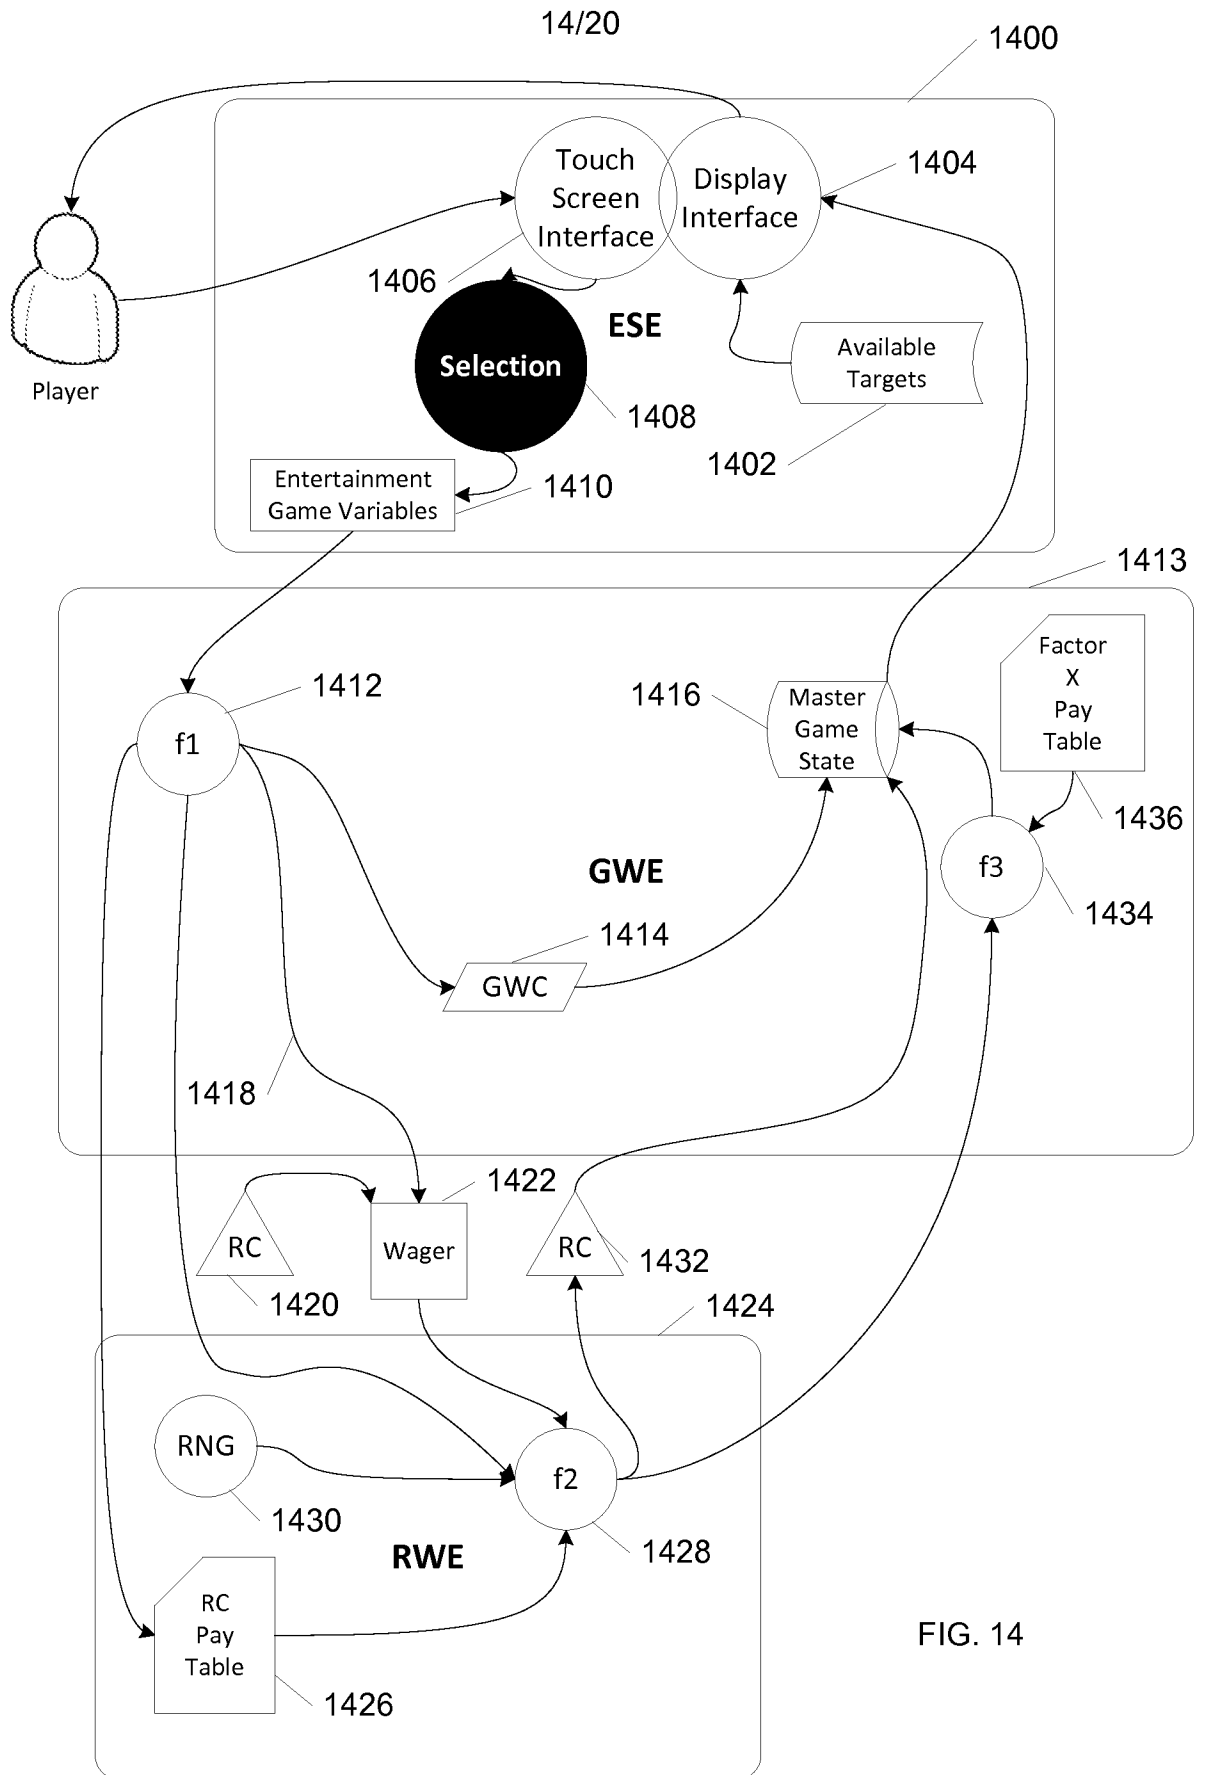 14/20
1400
Touch
Screen
Interface
Display
Interface
1404
1406
ESE
Available
Targets
Selection
Player
1408
1402
Entertainment
Game Variables
1410
1413
Factor
X
Pay
Table
1412
1416
Master
Game
State
f1
1436
GWE
f3
1434
1414
GWC
1418
1422
RC
Wager
RC
1432
1420
1424
RNG
f2
1430
RWE
1428
RC
Pay
Table
FIG. 14
1426